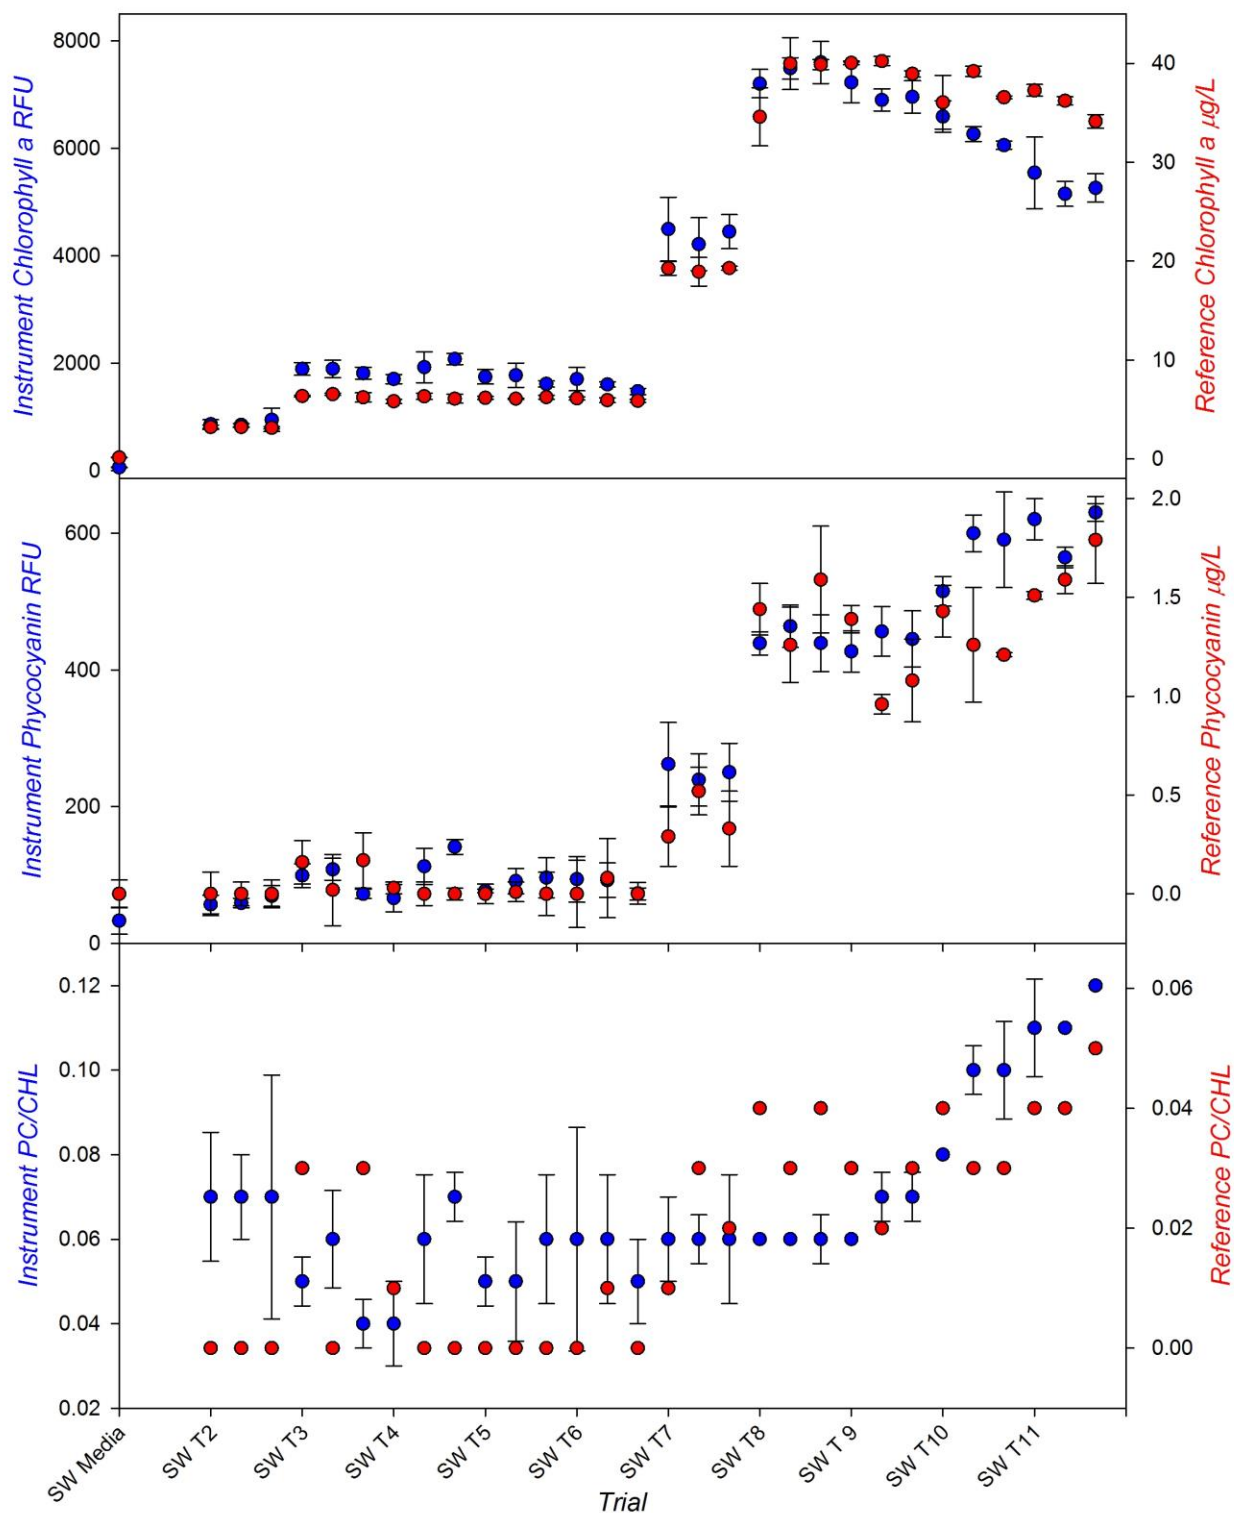 Instrument Chlorophyll a RFU
8000
6000
4000
2000
0
40
30
20
10
0
Reference Chlorophyll a µg/L
Instrument Phycocyanin RFU
600
400
200
0
2.0
1.5
1.0
0.5
0.0
Reference Phycocyanin µg/L
Instrument PC/CHL
0.12
0.10
0.08
0.06
0.04
0.02
0.06
0.04
0.02
0.00
Reference PC/CHL
SW Media
SW T2
SW T3
SW T4
SW T5
SW T6
SW T7
SW T8
SW T 9
SW T10
SW T11
Trial